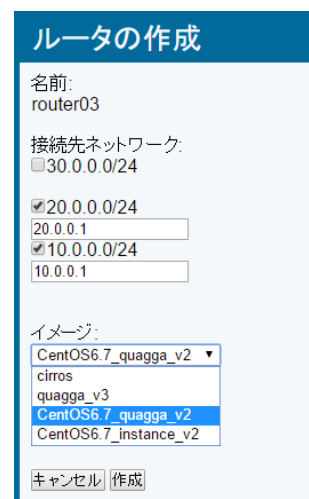 ルータの作成
名前:
router03
接続先ネットワーク:
30.0.0.0/24
20.0.0.0/24
20.0.0.1
10.0.0.0/24
10.0.0.1
イメージ:
CentOS6.7_quagga_v2
cirros
quagga_v3
CentOS6.7_quagga_v2
CentOS6.7_instance_v2
キャンセル 作成